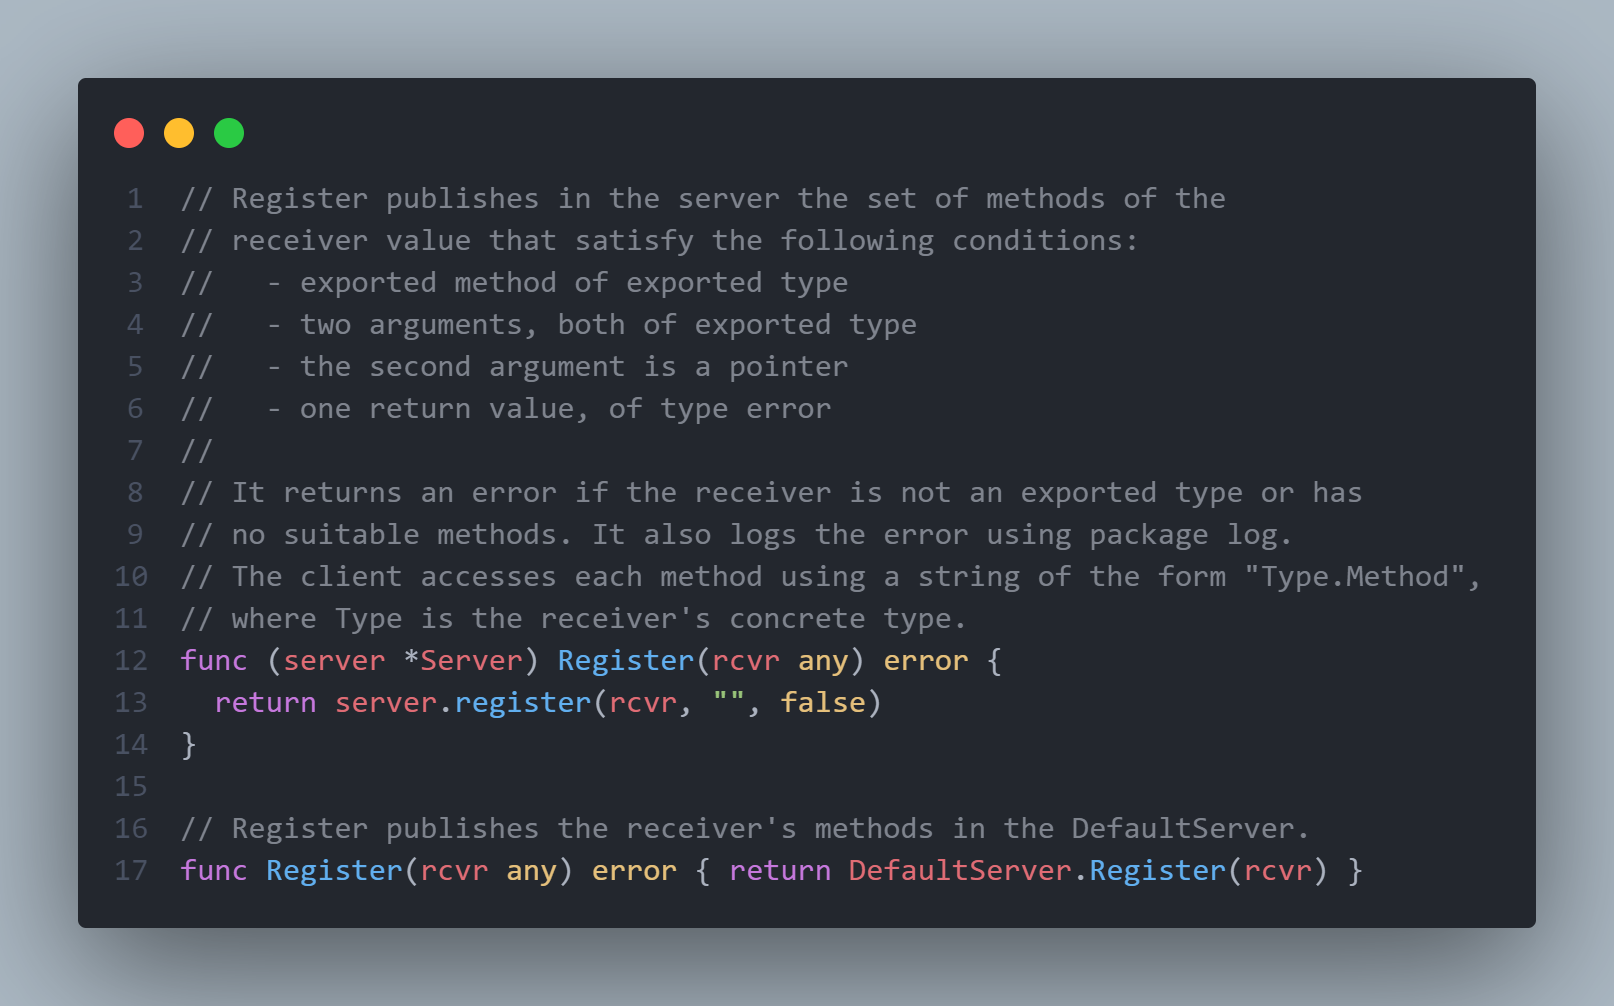 1 // Register publishes in the server the set of methods of the
2 // receiver value that satisfy the following conditions:
3 //   - exported method of exported type
4 //   - two arguments, both of exported type
5 //   - the second argument is a pointer
6 //   - one return value, of type error
7 //
8 // It returns an error if the receiver is not an exported type or has
9 // no suitable methods. It also logs the error using package log.
10 // The client accesses each method using a string of the form "Type.Method",
11 // where Type is the receiver's concrete type.
12 func (server *Server) Register(rcvr any) error {
13   return server.register(rcvr, "", false)
14 }
15
16 // Register publishes the receiver's methods in the DefaultServer.
17 func Register(rcvr any) error { return DefaultServer.Register(rcvr) }